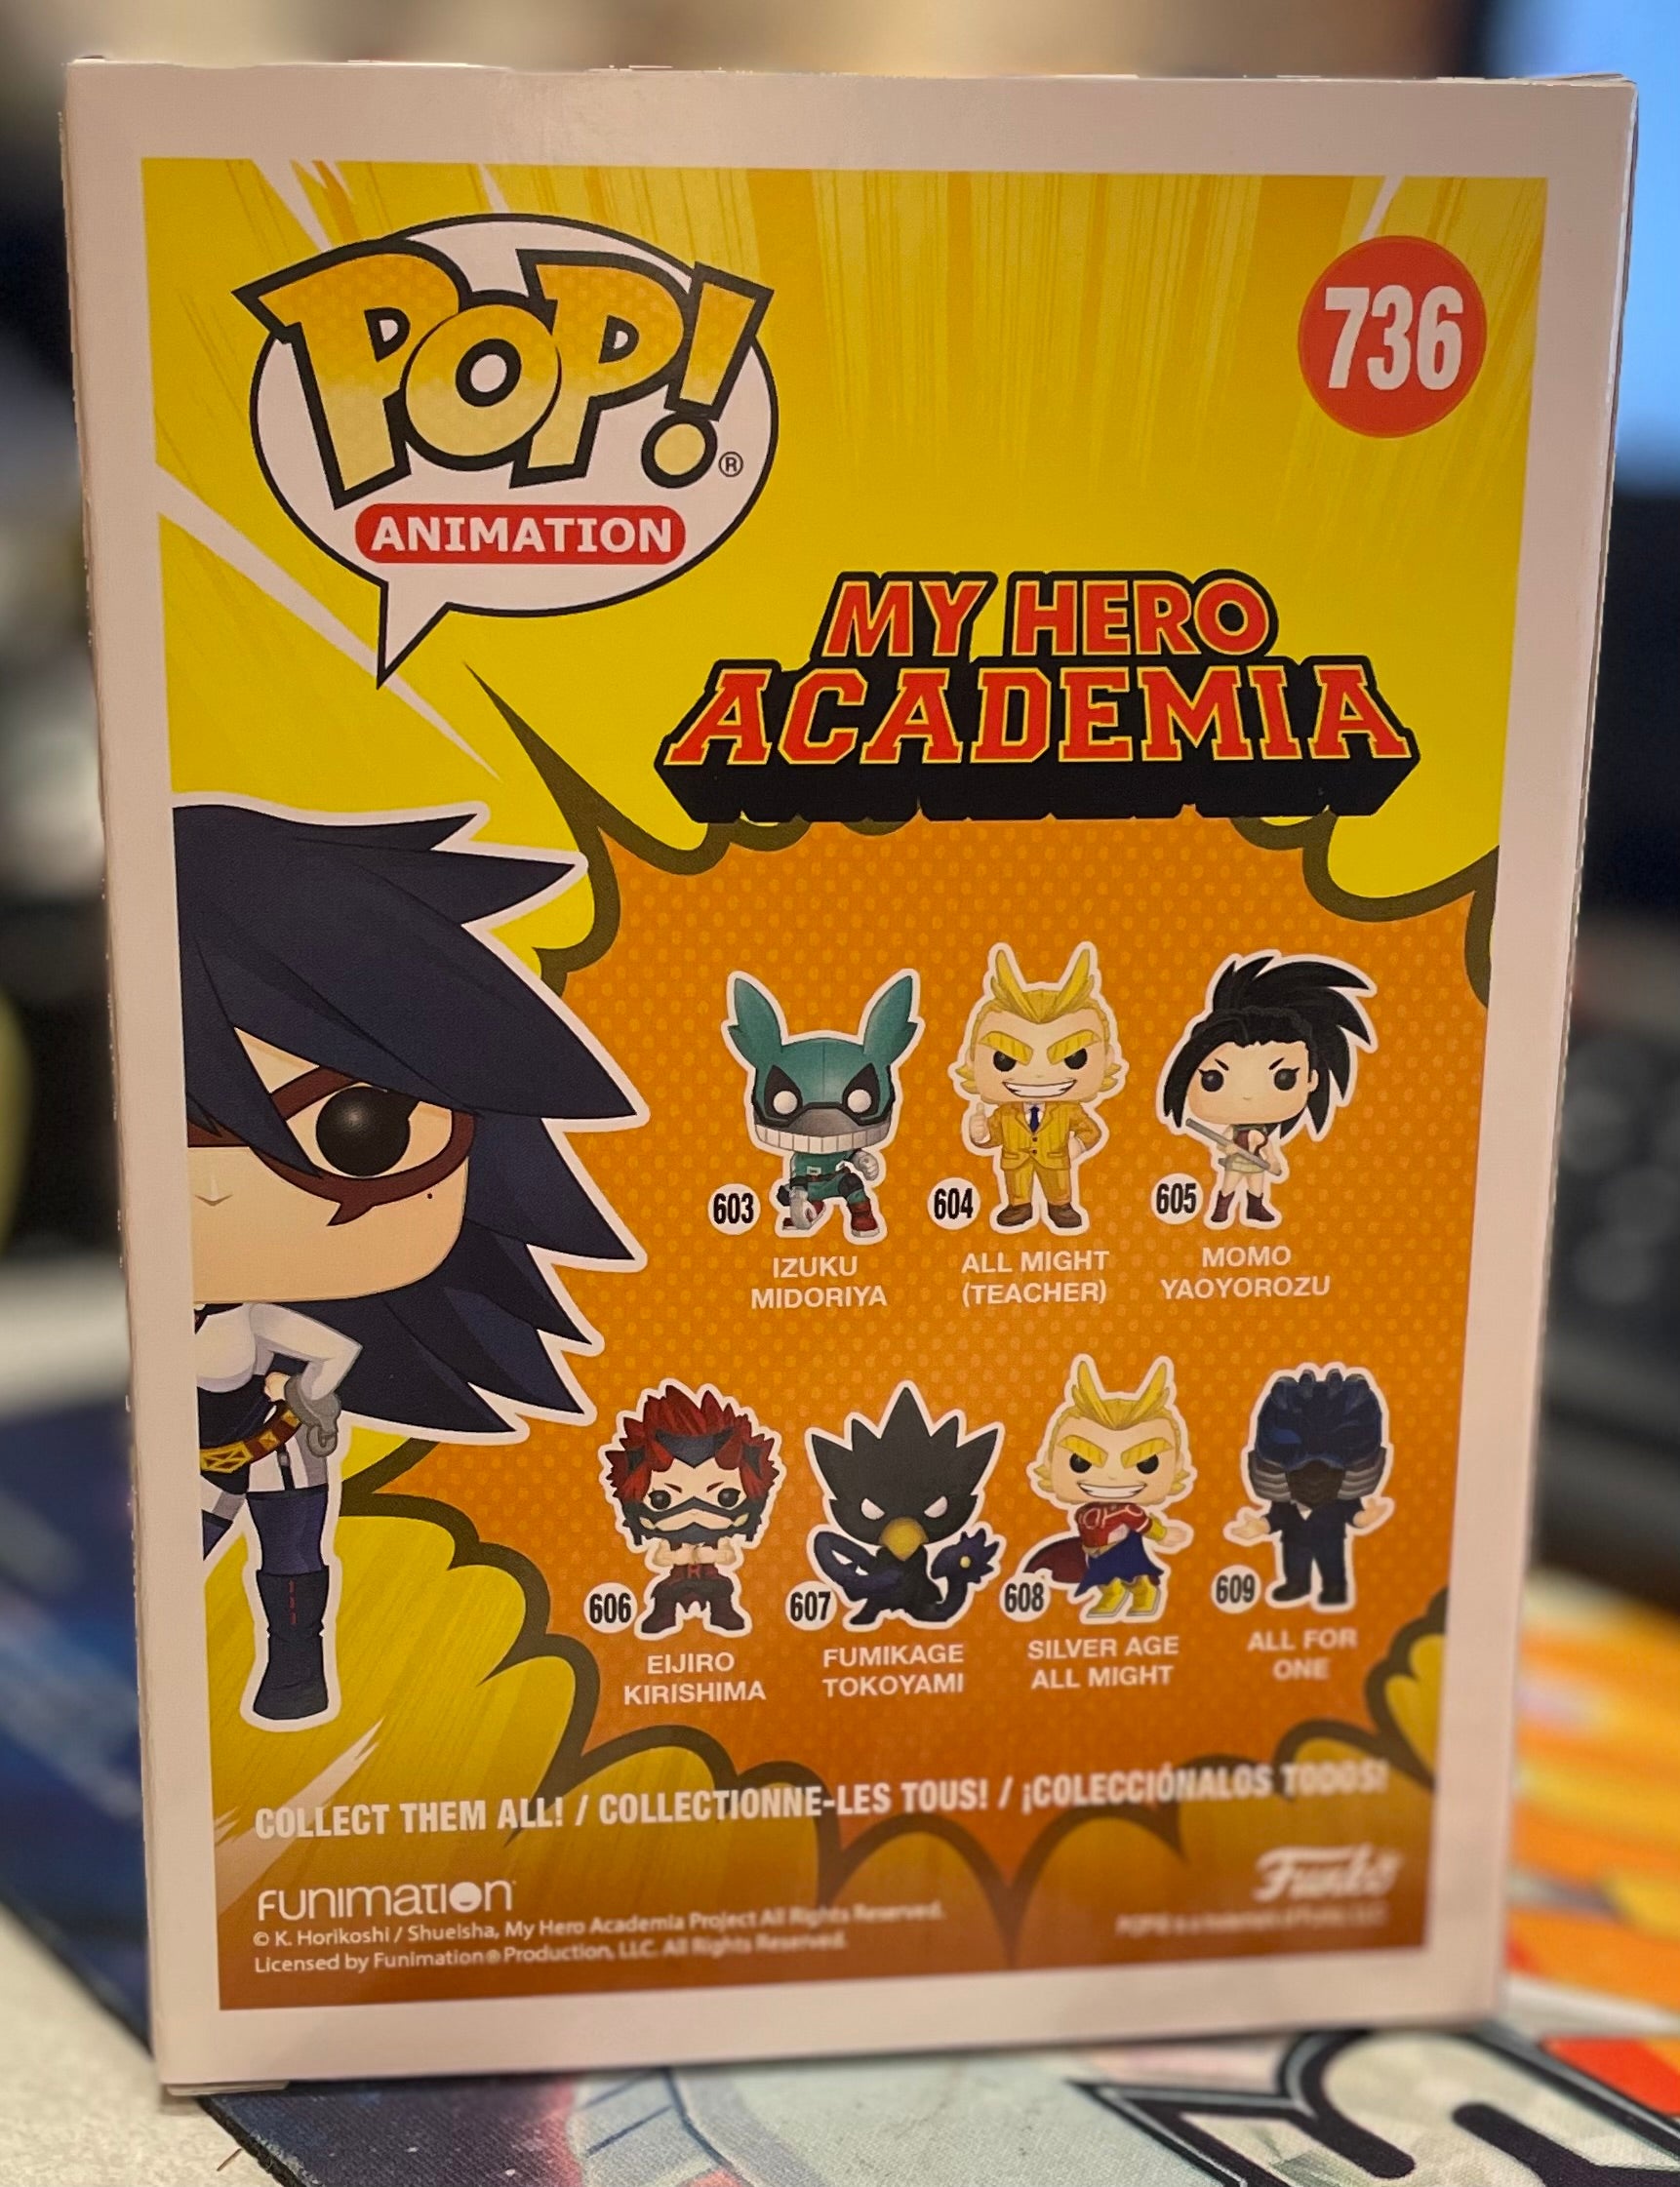 POP!®
ANIMATION
736
MY HERO
ACADEMIA
603
IZUKU
MIDORIYA
604
ALL MIGHT
(TEACHER)
605
MOMO
YAOYOROZU
606
EIJIRO
KIRISHIMA
607
FUMIKAGE
TOKOYAMI
608
SILVER AGE
ALL MIGHT
609
ALL FOR
ONE
COLLECT THEM ALL! / COLLECTIONNE-LES TOUS! / ¡COLECCIÓNALOS TODOS!
FUNIMATION
© K. Horikoshi / Shueisha, My Hero Academia Project All Rights Reserved.
Licensed by Funimation® Production, LLC. All Rights Reserved.
Funko